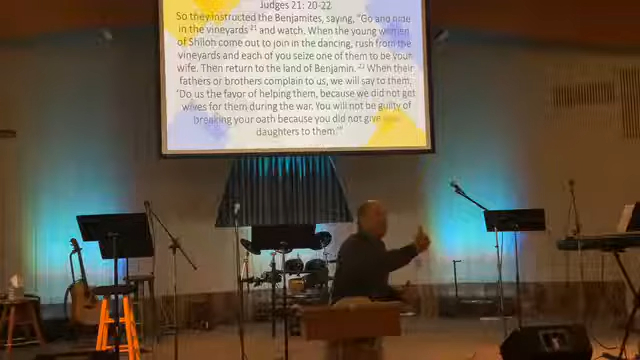 Judges 21: 20-22
So they instructed the Benjamites, saying, "Go and hide
in the vineyards 21 and watch. When the young women
of Shiloh come out to join in the dancing, rush from the
vineyards and each of you seize one of them to be your
wife. Then return to the land of Benjamin. 22 When their
fathers or brothers complain to us, we will say to them,
'Do us the favor of helping them, because we did not get
wives for them during the war. You will not be guilty of
breaking your oath because you did not give your
daughters to them.'"